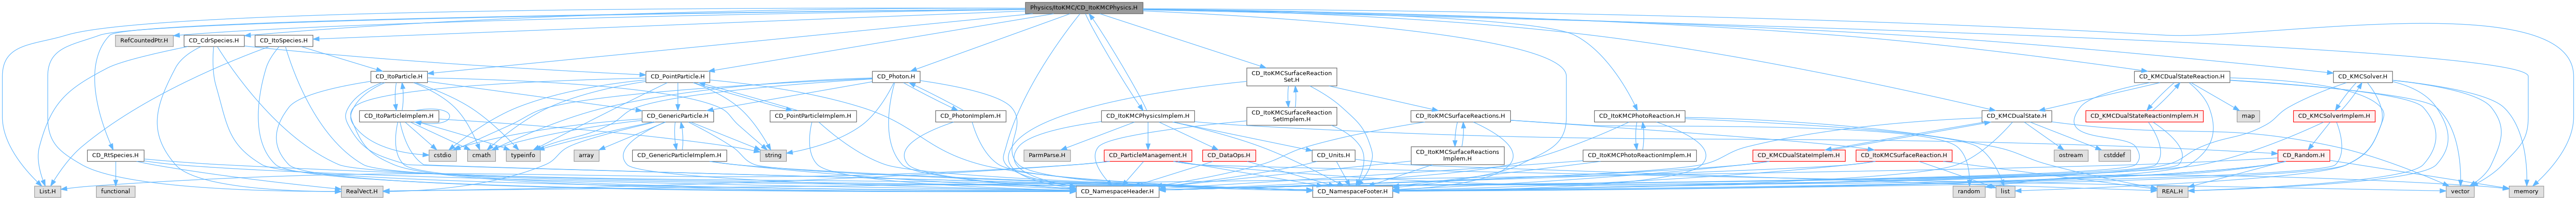 Physics/ItoKMC/CD_ItoKMCPhysics.H
RefCountedPtr.H
CD_CdrSpecies.H
CD_ItoSpecies.H
CD_ItoParticle.H
CD_PointParticle.H
CD_Photon.H
CD_ItoKMCSurfaceReaction
Set.H
CD_KMCDualStateReaction.H
CD_KMCSolver.H
CD_ItoParticleImplem.H
CD_GenericParticle.H
CD_PointParticleImplem.H
CD_PhotonImplem.H
CD_ItoKMCPhysicsImplem.H
CD_ItoKMCSurfaceReaction
SetImplem.H
CD_ItoKMCSurfaceReactions.H
CD_ItoKMCPhotoReaction.H
CD_KMCDualState.H
CD_KMCDualStateReactionImplem.H
map
CD_KMCSolverImplem.H
CD_RtSpecies.H
cstdio
cmath
typeinfo
array
CD_GenericParticleImplem.H
string
ParmParse.H
CD_ParticleManagement.H
CD_DataOps.H
CD_Units.H
CD_ItoKMCSurfaceReactions
Implem.H
CD_ItoKMCPhotoReactionImplem.H
CD_KMCDualStateImplem.H
CD_ItoKMCSurfaceReaction.H
ostream
cstddef
CD_Random.H
List.H
functional
RealVect.H
CD_NamespaceHeader.H
CD_NamespaceFooter.H
random
list
REAL.H
vector
memory